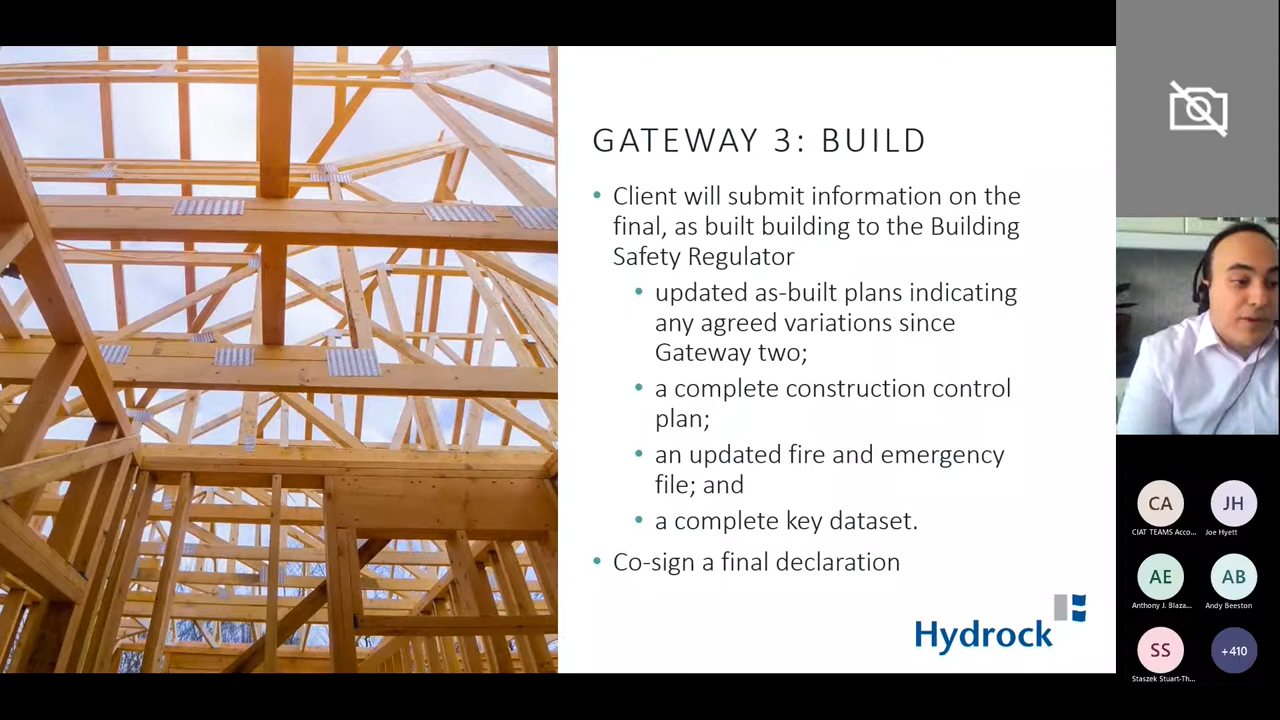 GATEWAY 3: BUILD
• Client will submit information on the
final, as built building to the Building
Safety Regulator
• updated as-built plans indicating
any agreed variations since
Gateway two;
• a complete construction control
plan;
• an updated fire and emergency
file; and
• a complete key dataset.
• Co-sign a final declaration
Hydrock
CA
CIAT TEAMS Acco...
JH
Joe Hyett
AE
Anthony J. Blaza...
AB
Andy Beeston
SS
Staszek Stuart-Th...
+410